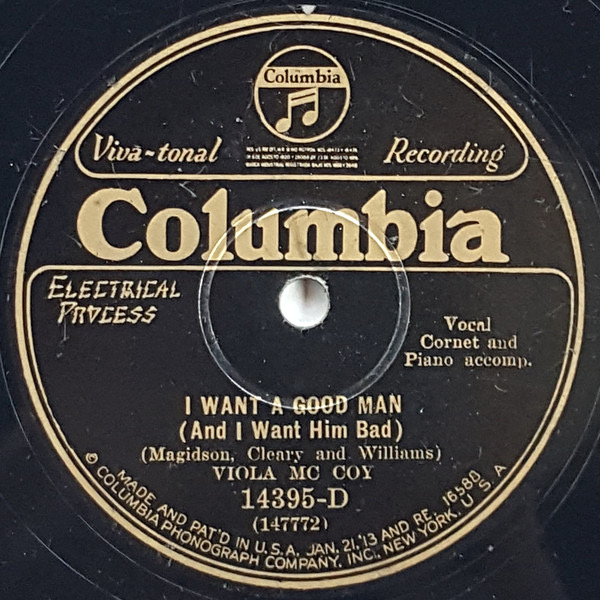 Columbia
Viva-tonal Recording
Columbia
ELECTRICAL
PROCESS
Vocal
Cornet and
Piano accomp.
I WANT A GOOD MAN
(And I Want Him Bad)
(Magidson, Cleary and Williams)
VIOLA MC COY
14395-D
(147772)
MADE AND PAT'D IN U.S.A. JAN. 21,'13 AND RE. 16588
© COLUMBIA PHONOGRAPH COMPANY, INC., NEW YORK, U. S. A